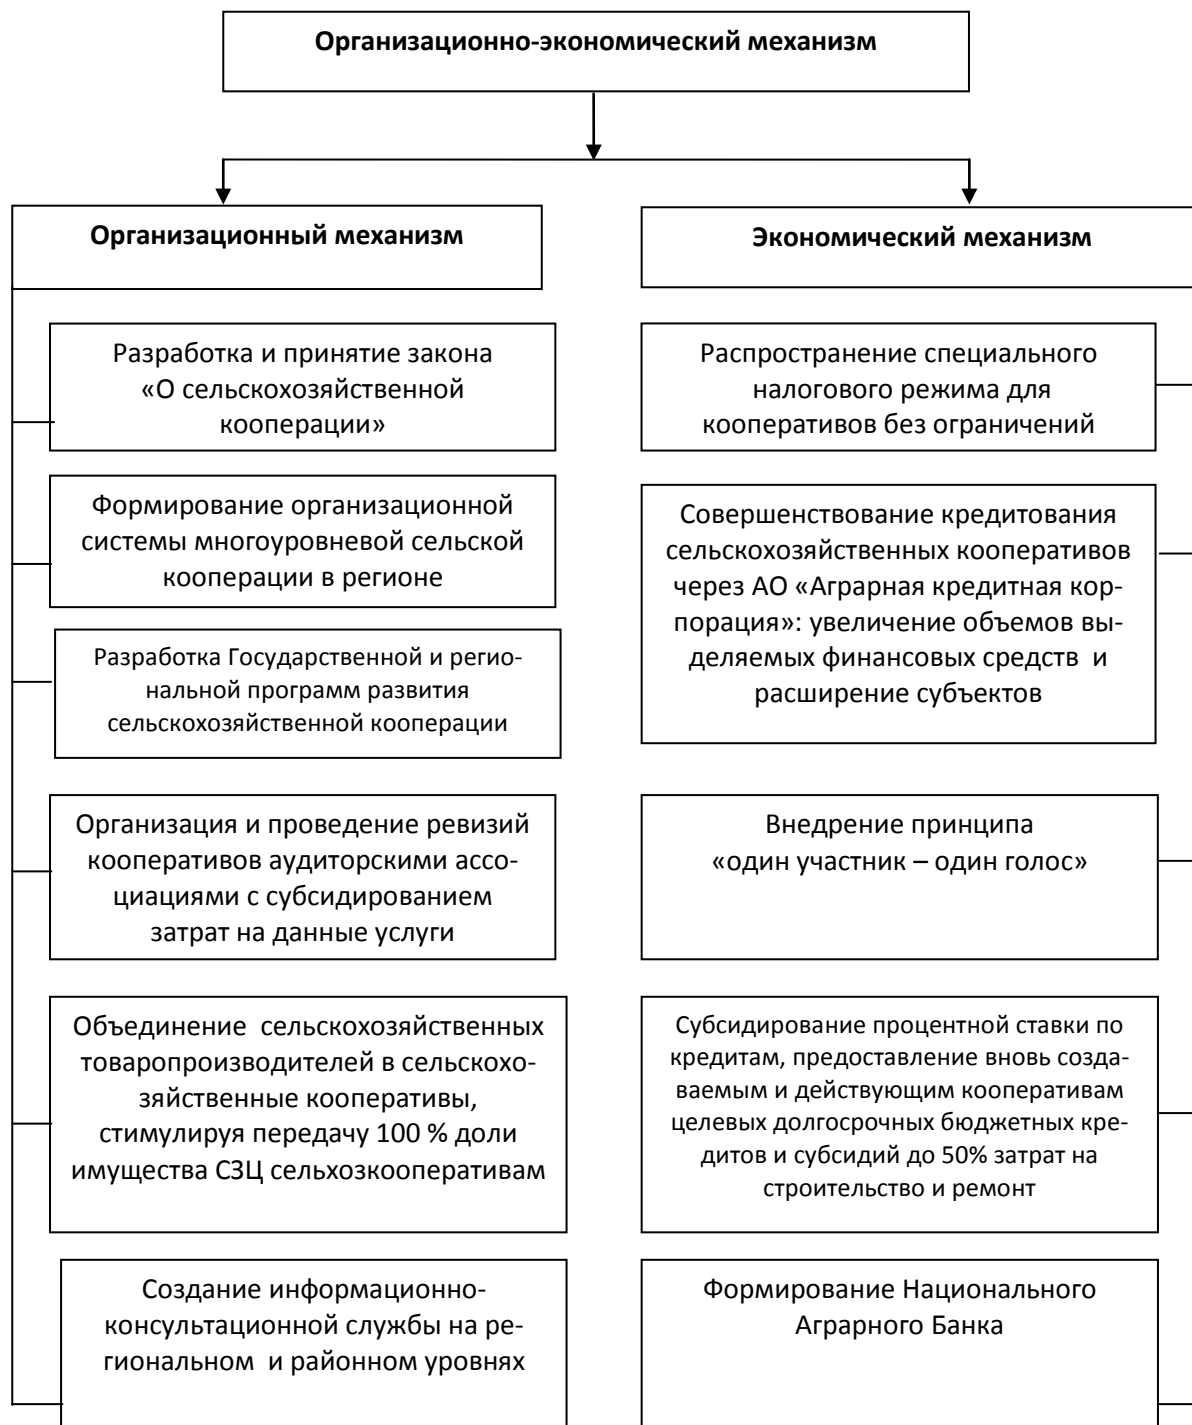 Организационно-экономический механизм
Организационный механизм
Разработка и принятие закона
«О сельскохозяйственной
кооперации»
Формирование организационной
системы многоуровневой сельской
кооперации в регионе
Разработка Государственной и регио-
нальной программ развития
сельскохозяйственной кооперации
Организация и проведение ревизий
кооперативов аудиторскими ассо-
циациями с субсидированием
затрат на данные услуги
Объединение сельскохозяйственных
товаропроизводителей в сельскохо-
зяйственные кооперативы,
стимулируя передачу 100 % доли
имущества СЗЦ сельхозкооперативам
Создание информационно-
консультационной службы на ре-
гиональном и районном уровнях
Экономический механизм
Распространение специального
налогового режима для
кооперативов без ограничений
Совершенствование кредитования
сельскохозяйственных кооперативов
через АО «Аграрная кредитная кор-
порация»: увеличение объемов вы-
деляемых финансовых средств и
расширение субъектов
Внедрение принципа
«один участник – один голос»
Субсидирование процентной ставки по
кредитам, предоставление вновь созда-
ваемым и действующим кооперативам
целевых долгосрочных бюджетных кре-
дитов и субсидий до 50% затрат на
строительство и ремонт
Формирование Национального
Аграрного Банка